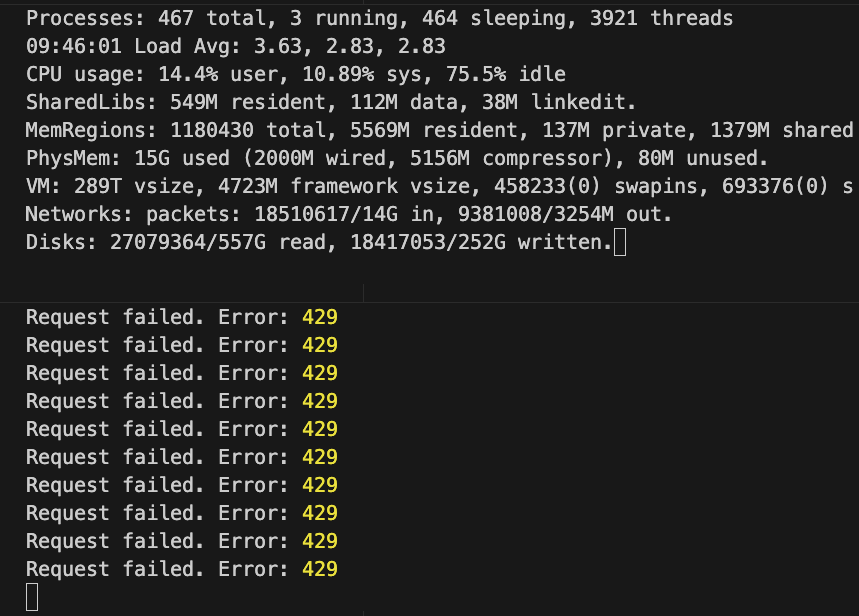 Processes: 467 total, 3 running, 464 sleeping, 3921 threads
09:46:01 Load Avg: 3.63, 2.83, 2.83
CPU usage: 14.4% user, 10.89% sys, 75.5% idle
SharedLibs: 549M resident, 112M data, 38M linkedit.
MemRegions: 1180430 total, 5569M resident, 137M private, 1379M shared
PhysMem: 15G used (2000M wired, 5156M compressor), 80M unused.
VM: 289T vsize, 4723M framework vsize, 458233(0) swapins, 693376(0) s
Networks: packets: 18510617/14G in, 9381008/3254M out.
Disks: 27079364/557G read, 18417053/252G written.
Request failed. Error: 429
Request failed. Error: 429
Request failed. Error: 429
Request failed. Error: 429
Request failed. Error: 429
Request failed. Error: 429
Request failed. Error: 429
Request failed. Error: 429
Request failed. Error: 429
Request failed. Error: 429